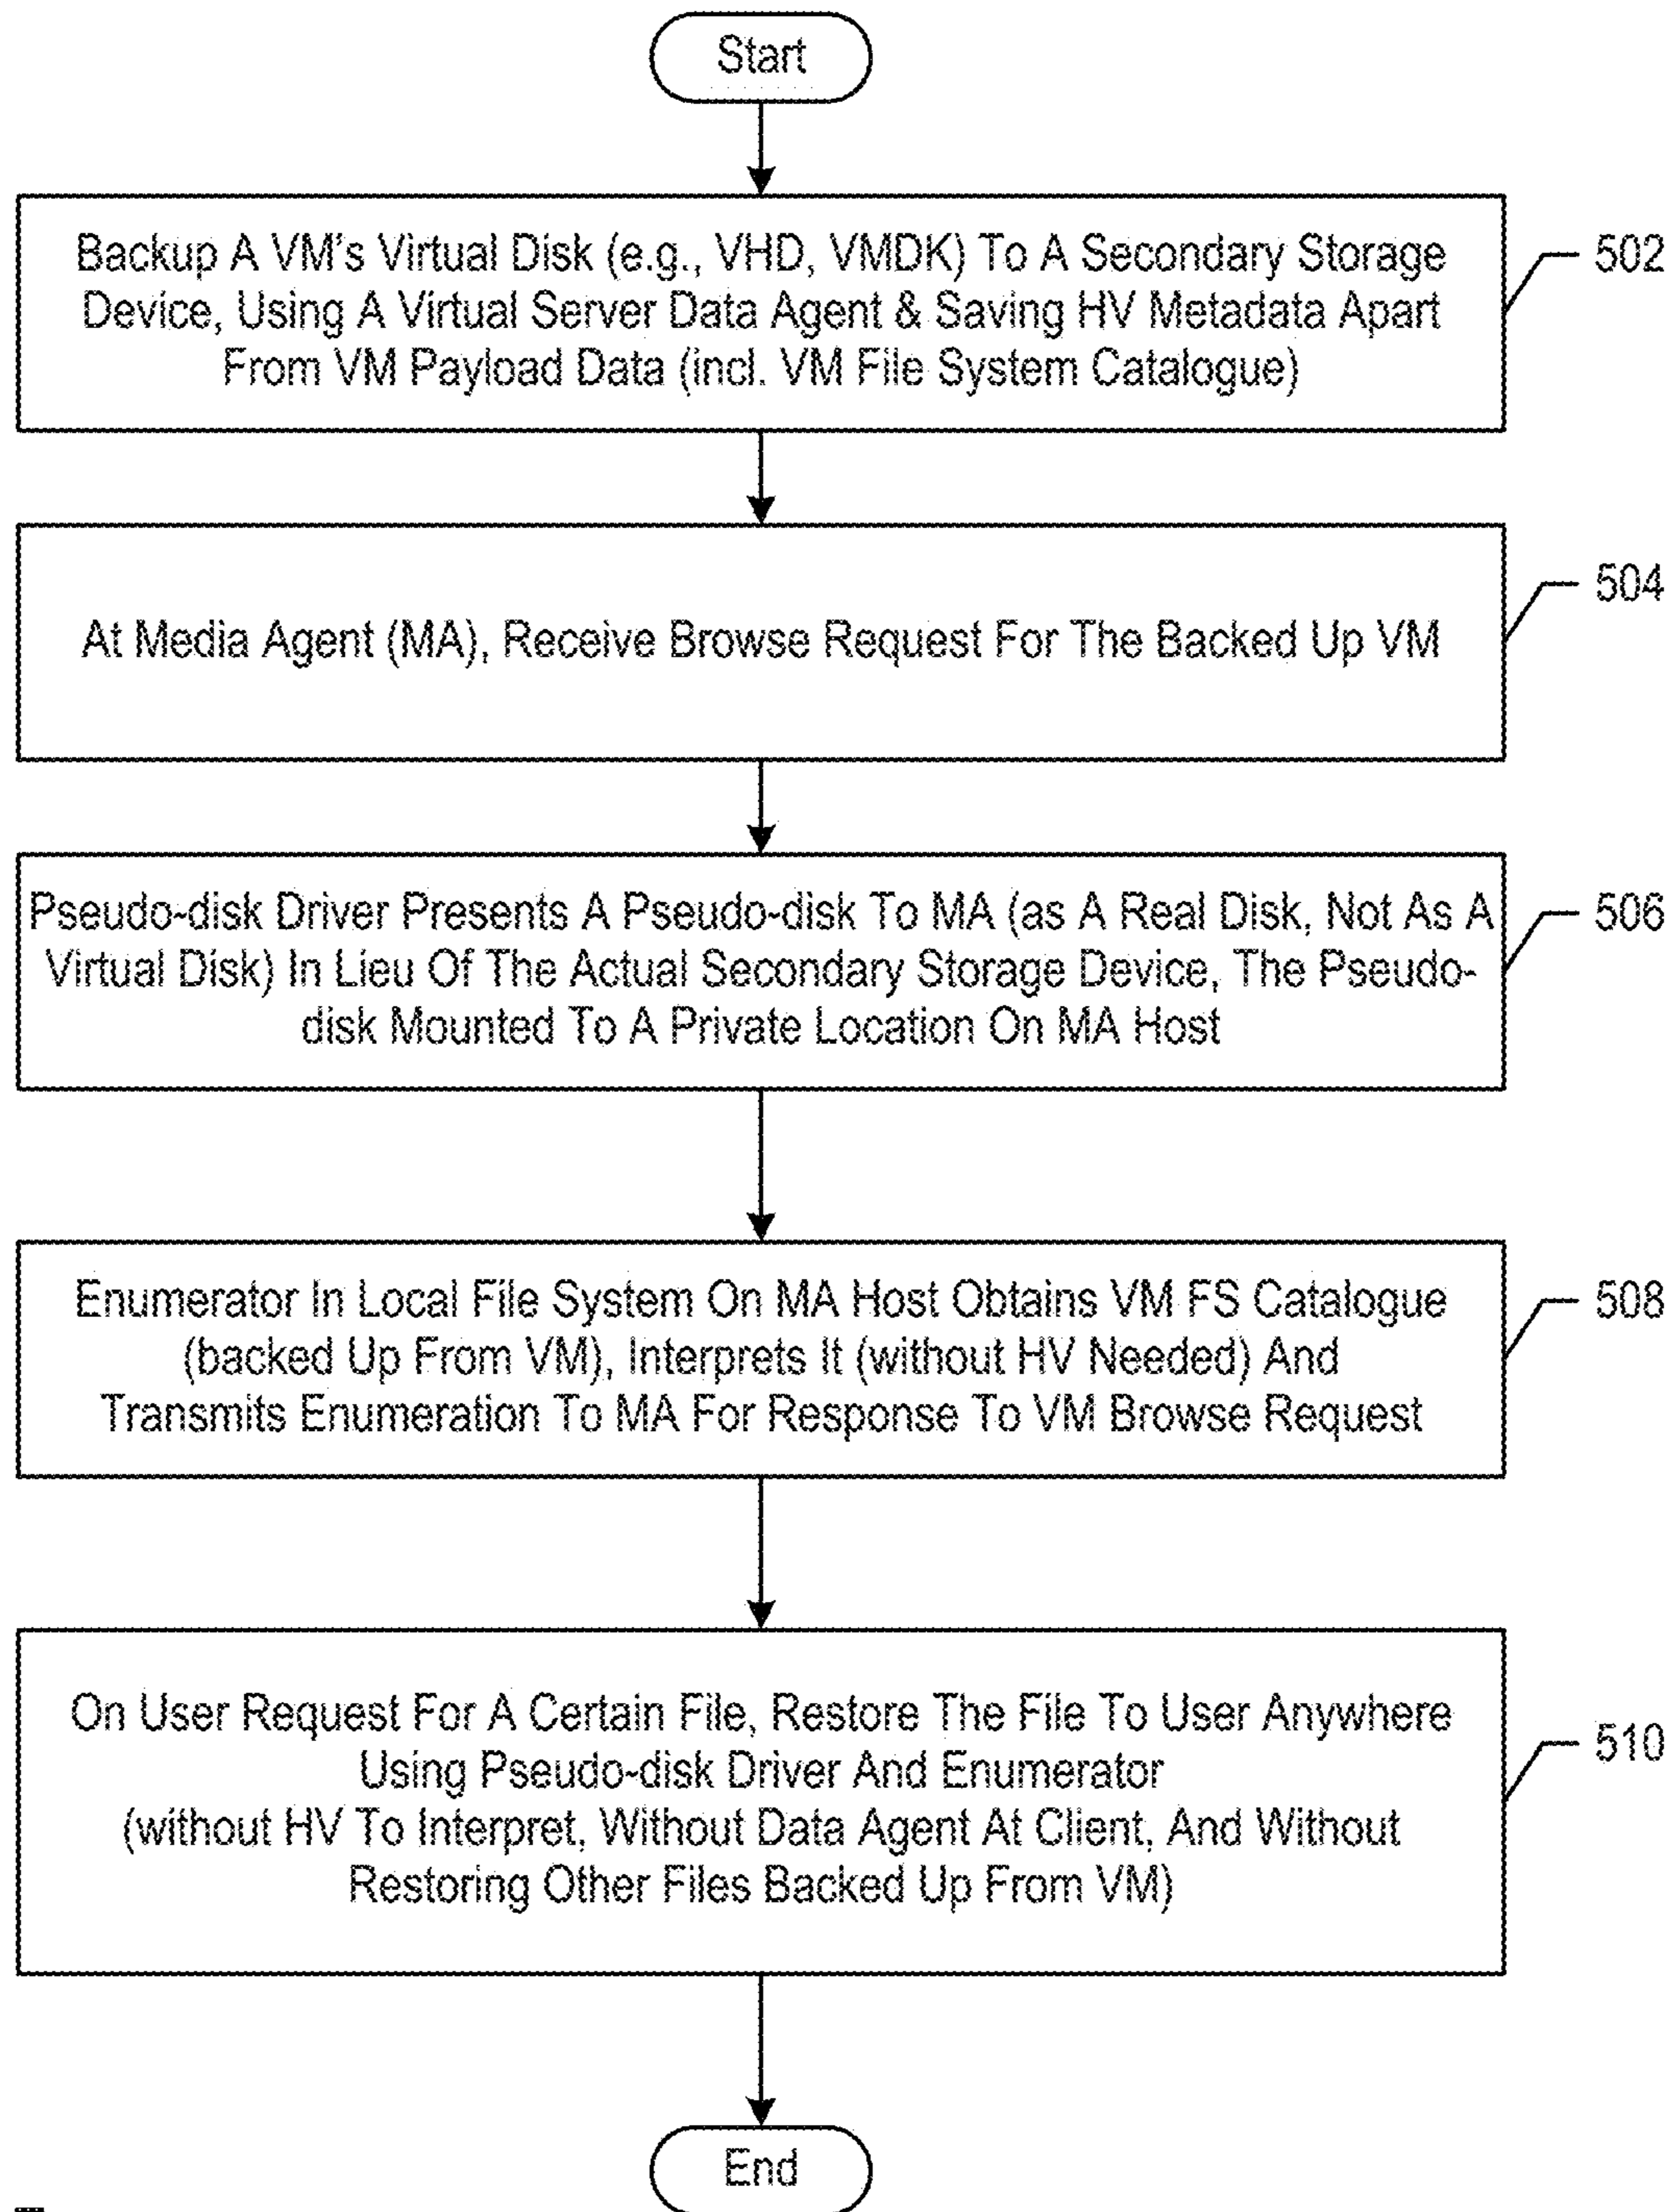 Start
Backup A VM's Virtual Disk (e.g., VHD, VMDK) To A Secondary Storage
Device, Using A Virtual Server Data Agent & Saving HV Metadata Apart
From VM Payload Data (incl. VM File System Catalogue)
502
At Media Agent (MA), Receive Browse Request For The Backed Up VM
504
Pseudo-disk Driver Presents A Pseudo-disk To MA (as A Real Disk, Not As A
Virtual Disk) In Lieu Of The Actual Secondary Storage Device, The Pseudo-
disk Mounted To A Private Location On MA Host
506
Enumerator In Local File System On MA Host Obtains VM FS Catalogue
(backed Up From VM), Interprets It (without HV Needed) And
Transmits Enumeration To MA For Response To VM Browse Request
508
On User Request For A Certain File, Restore The File To User Anywhere
Using Pseudo-disk Driver And Enumerator
(without HV To Interpret, Without Data Agent At Client, And Without
Restoring Other Files Backed Up From VM)
510
End